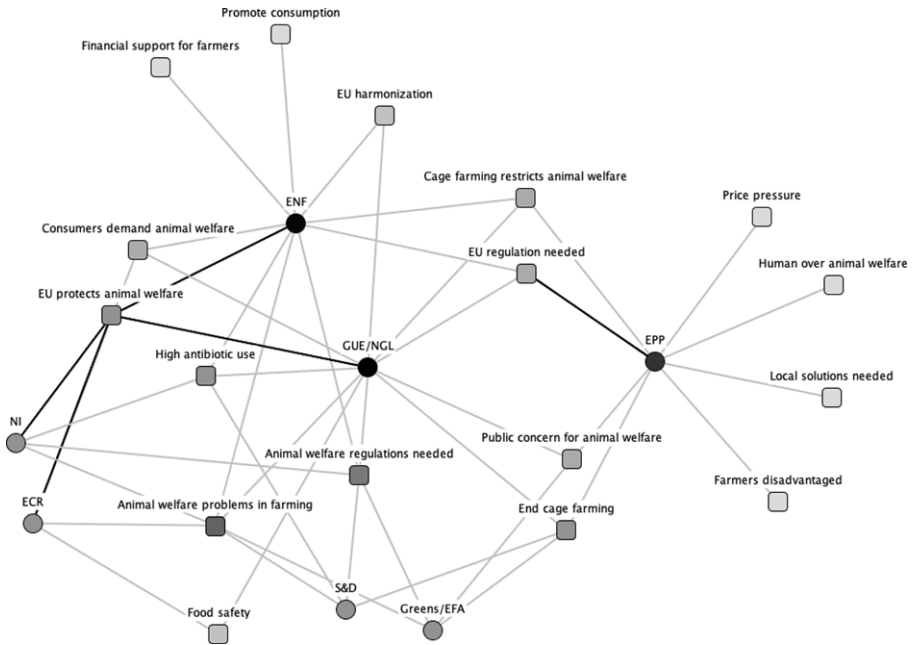 Promote consumption
Financial support for farmers
EU harmonization
Cage farming restricts animal welfare
Price pressure
ENF
Consumers demand animal welfare
EU regulation needed
Human over animal welfare
EU protects animal welfare
GUE/NGL
EPP
High antibiotic use
Local solutions needed
NI
Public concern for animal welfare
Animal welfare regulations needed
Farmers disadvantaged
ECR
Animal welfare problems in farming
End cage farming
S&D
Greens/EFA
Food safety